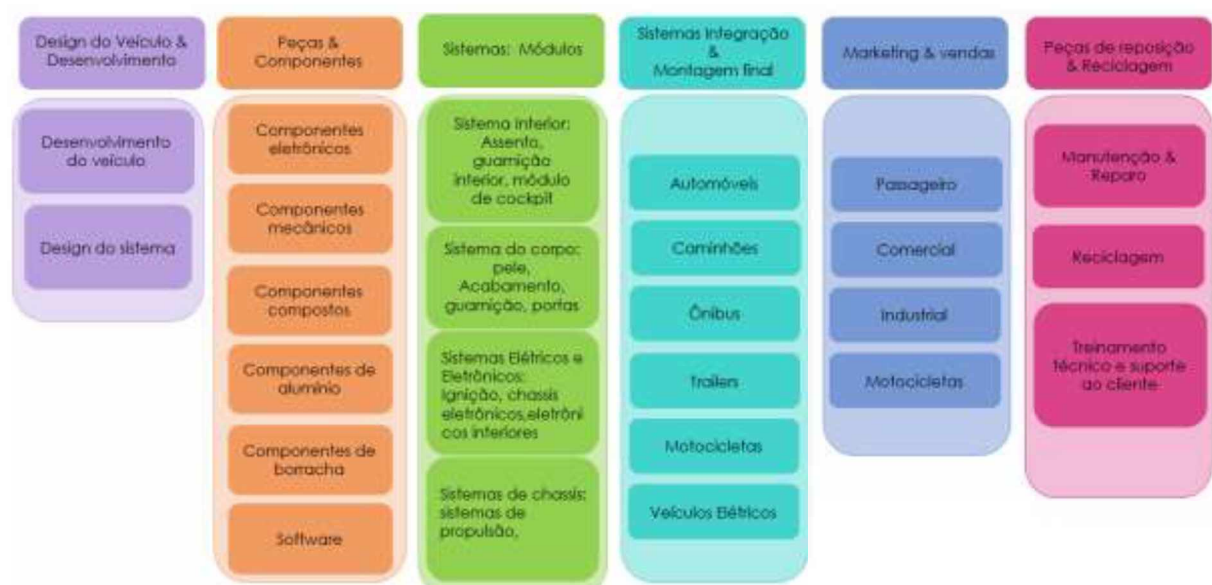 Design do Veículo &
Desenvolvimento
Desenvolvimento
do veículo
Design do sistema
Peças &
Componentes
Componentes
eletrônicos
Componentes
mecânicos
Componentes
compostos
Componentes de
alumínio
Componentes de
borracha
Software
Sistemas: Módulos
Sistema Interior:
Assento,
guarnição
interior, módulo
de cockpit
Sistema do corpo:
pele,
Acabamento,
guarnição, portas
Sistemas Elétricos e
Eletrônicos:
Ignição, chassis
eletrônicos,eletrôni
cos interiores
Sistemas de chassis:
sistemas de
propulsão,
Sistemas Integração
&
Montagem final
Automóveis
Caminhões
Ônibus
Trailers
Motocicletas
Veículos Elétricos
Marketing & vendas
Passageiro
Comercial
Industrial
Motocicletas
Peças de reposição
& Reciclagem
Manutenção &
Reparo
Reciclagem
Treinamento
técnico e suporte
ao cliente